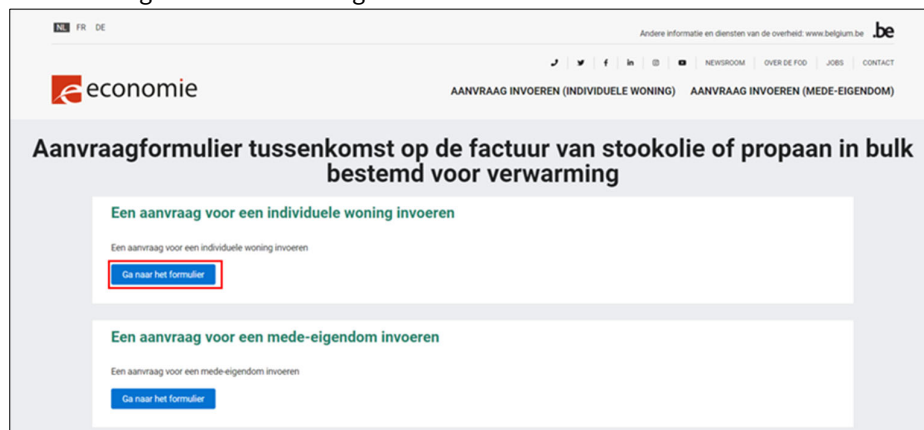 NL FR DE
Andere informatie en diensten van de overheid: www.belgium.be .be
NEWSROOM OVER DE FOD JOBS CONTACT
economie
AANVRAAG INVOEREN (INDIVIDUELE WONING) AANVRAAG INVOEREN (MEDE-EIGENDOM)
Aanvraagformulier tussenkomst op de factuur van stookolie of propaan in bulk
bestemd voor verwarming
Een aanvraag voor een individuele woning invoeren
Een aanvraag voor een individuele woning invoeren
Ga naar het formulier
Een aanvraag voor een mede-eigendom invoeren
Een aanvraag voor een mede-eigendom invoeren
Ga naar het formulier